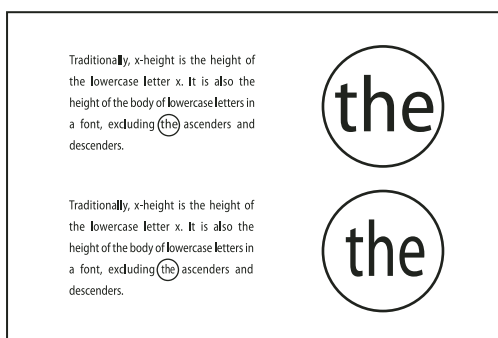 Traditionally, x-height is the height of
the lowercase letter x. It is also the
height of the body of lowercase letters in
a font, excluding the ascenders and
descenders.
the
Traditionally, x-height is the height of
the lowercase letter x. It is also the
height of the body of lowercase letters in
a font, excluding the ascenders and
descenders.
the